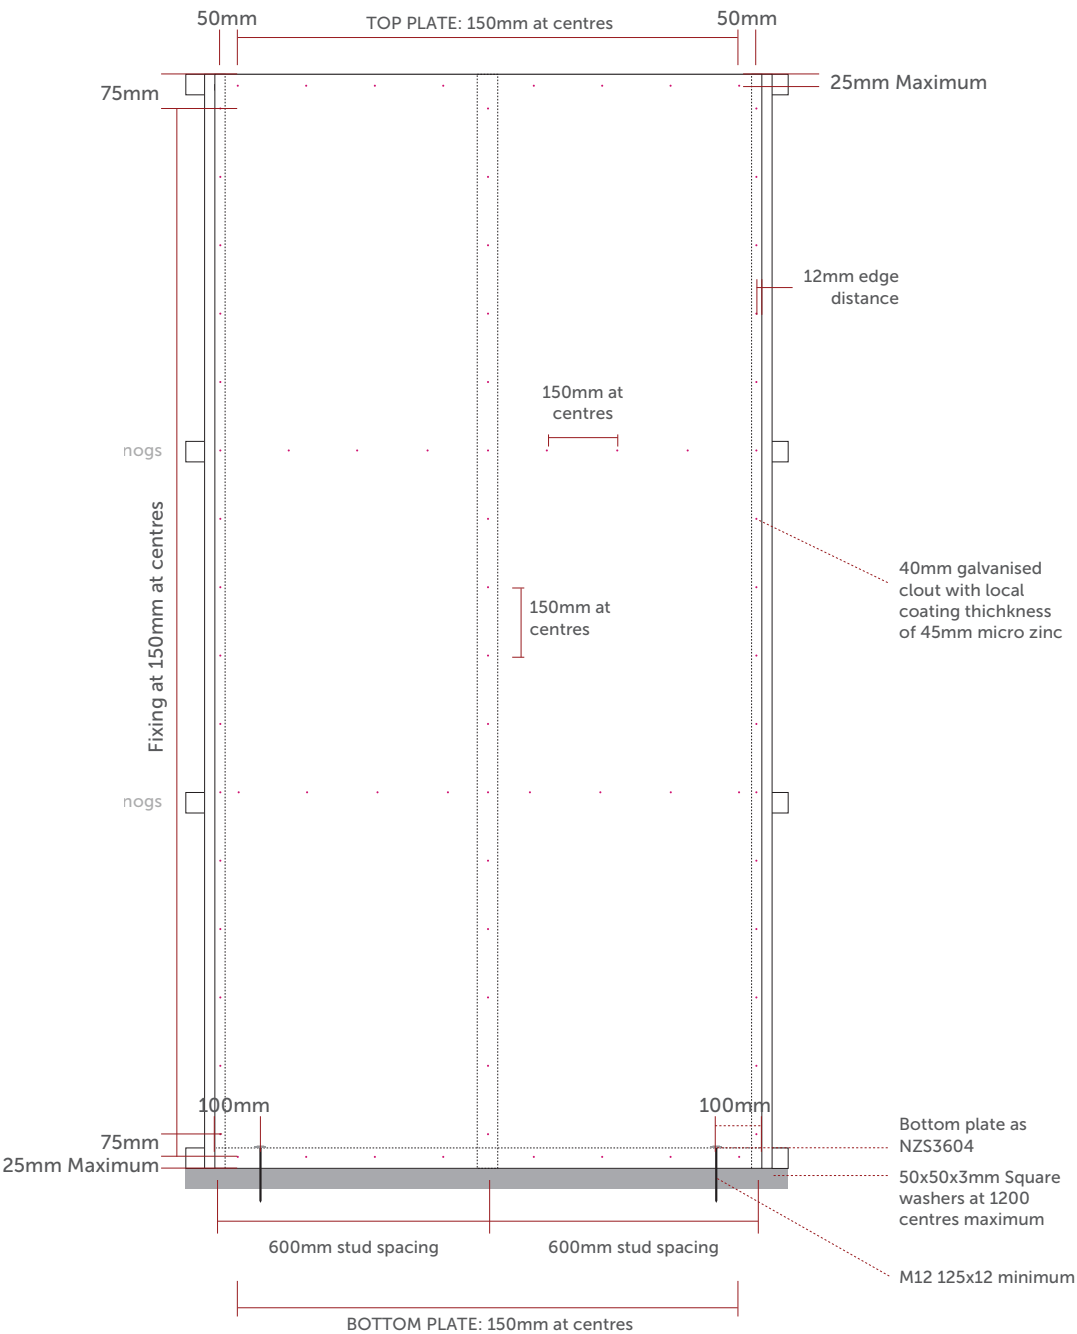 50mm
TOP PLATE: 150mm at centres
50mm
75mm
25mm Maximum
12mm edge
distance
150mm at
centres
nogs
Fixing at 150mm at centres
150mm at
centres
40mm galvanised
clout with local
coating thichkness
of 45mm micro zinc
nogs
100mm
100mm
75mm
25mm Maximum
Bottom plate as
NZS3604
50x50x3mm Square
washers at 1200
centres maximum
600mm stud spacing
600mm stud spacing
M12 125x12 minimum
BOTTOM PLATE: 150mm at centres